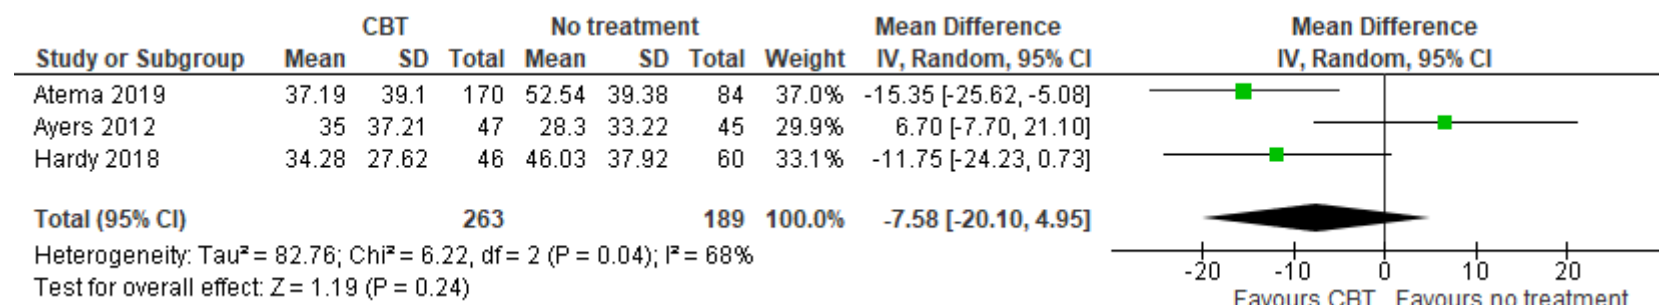 CBT No treatment Mean Difference Mean Difference
Study or Subgroup Mean SD Total Mean SD Total Weight IV, Random, 95% CI IV, Random, 95% CI
Atema 2019 37.19 39.1 170 52.54 39.38 84 37.0% -15.35 [-25.62, -5.08]
Ayers 2012 35 37.21 47 28.3 33.22 45 29.9% 6.70 [-7.70, 21.10]
Hardy 2018 34.28 27.62 46 46.03 37.92 60 33.1% -11.75 [-24.23, 0.73]
Total (95% CI) 263 189 100.0% -7.58 [-20.10, 4.95]
Heterogeneity: Tau² = 82.76; Chi² = 6.22, df = 2 (P = 0.04); I² = 68%
Test for overall effect: Z = 1.19 (P = 0.24)
-20 -10 0 10 20
Favours CBT Favours no treatment